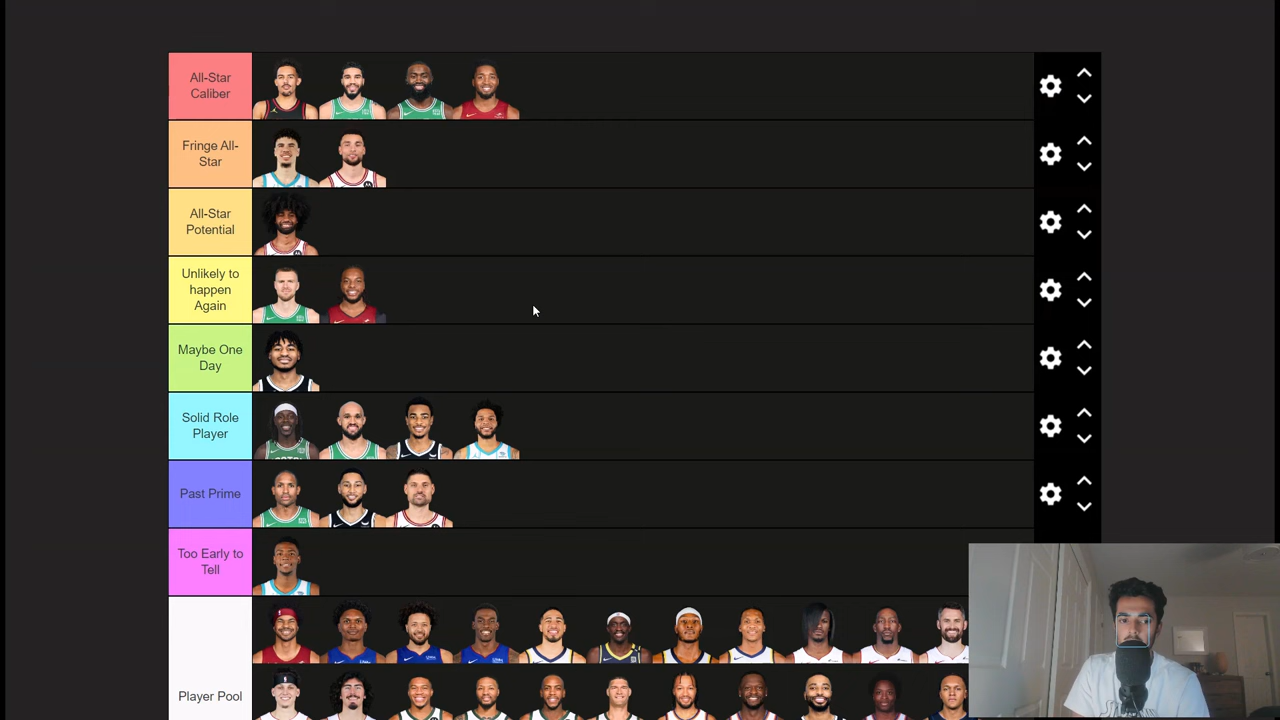 All-Star
Caliber
Fringe All-
Star
All-Star
Potential
Unlikely to
happen
Again
Maybe One
Day
Solid Role
Player
Past Prime
Too Early to
Tell
Player Pool